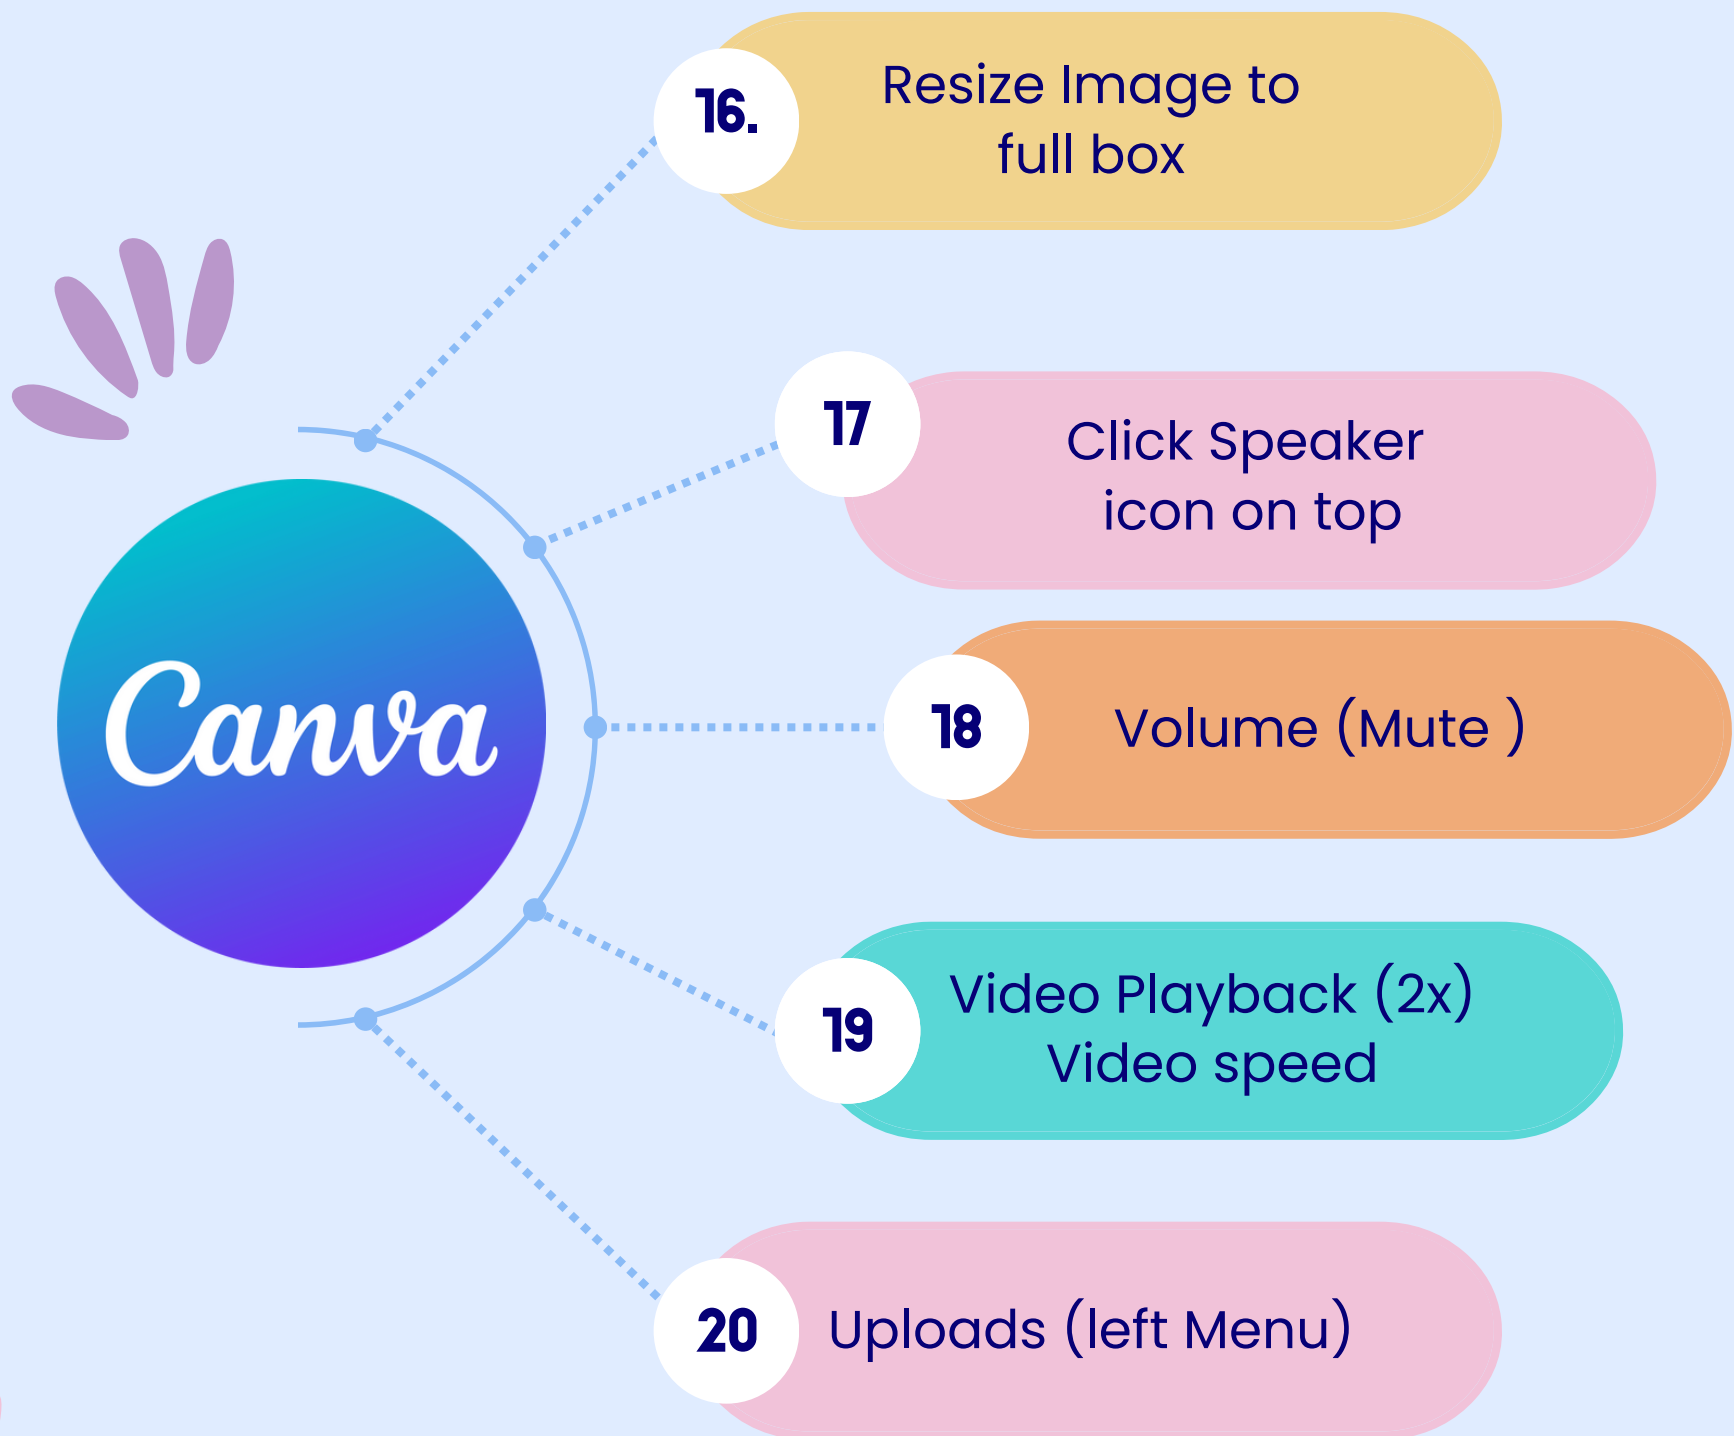 16.
Resize Image to
full box
17
Click Speaker
icon on top
Canva
18
Volume (Mute )
19
Video Playback (2x)
Video speed
20
Uploads (left Menu)